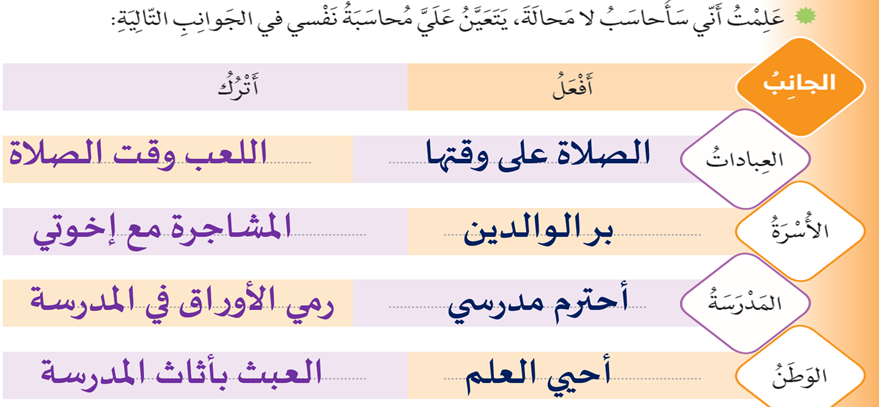 عَلِمْتُ أَنّي سَأُحاسَبُ لا مَحالَةَ، يَتَعَيَّنُ عَلَيَّ مُحاسَبَةُ نَفْسي في الجَوانِبِ التّالِيَةِ:
الجانِبُ أَفْعَلُ أَتْرُكُ
العِباداتُ الصلاة على وقتها اللعب وقت الصلاة
الأُسْرَةُ بر الوالدين المشاجرة مع إخوتي
المَدْرَسَةُ أحترم مدرسي رمي الأوراق في المدرسة
الوَطَنُ أحيي العلم العبث بأثاث المدرسة